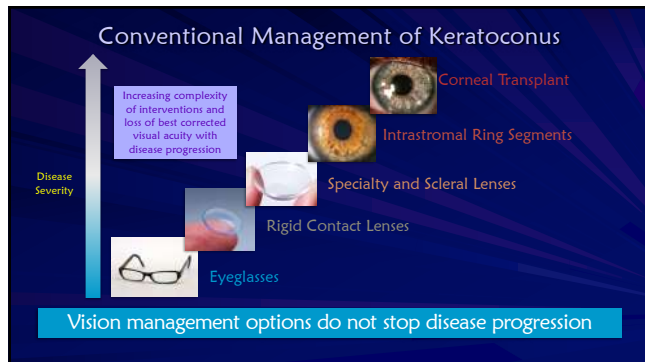 Conventional Management of Keratoconus
Corneal Transplant
Increasing complexity
of interventions and
loss of best corrected
visual acuity with
disease progression
Intrastromal Ring Segments
Disease
Severity
Specialty and Scleral Lenses
Rigid Contact Lenses
Eyeglasses
Vision management options do not stop disease progression